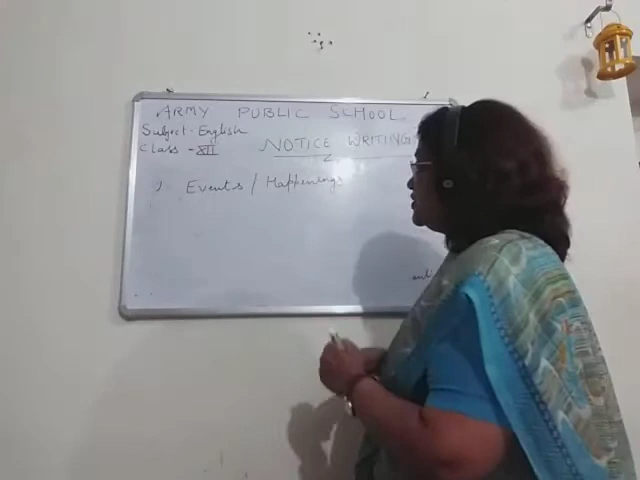 ARMY PUBLIC SCHOOL.
Subject - English
Class - XII
NOTICE WRITING
1. Events / Happenings